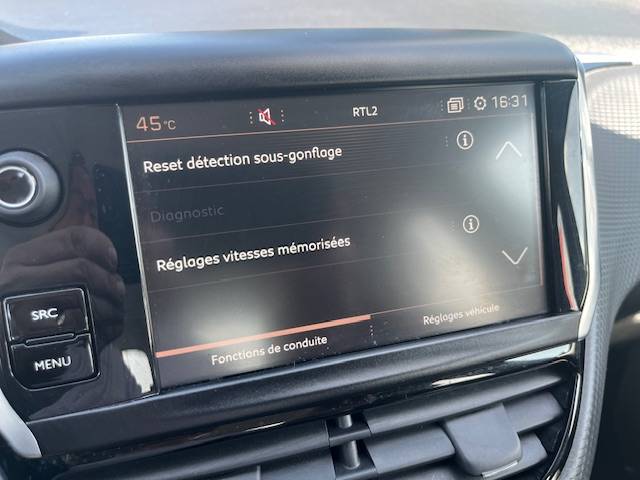 45°C RTL2 16:31
Reset détection sous-gonflage
Diagnostic
Réglages vitesses mémorisées
Fonctions de conduite Réglages véhicule
SRC
MENU